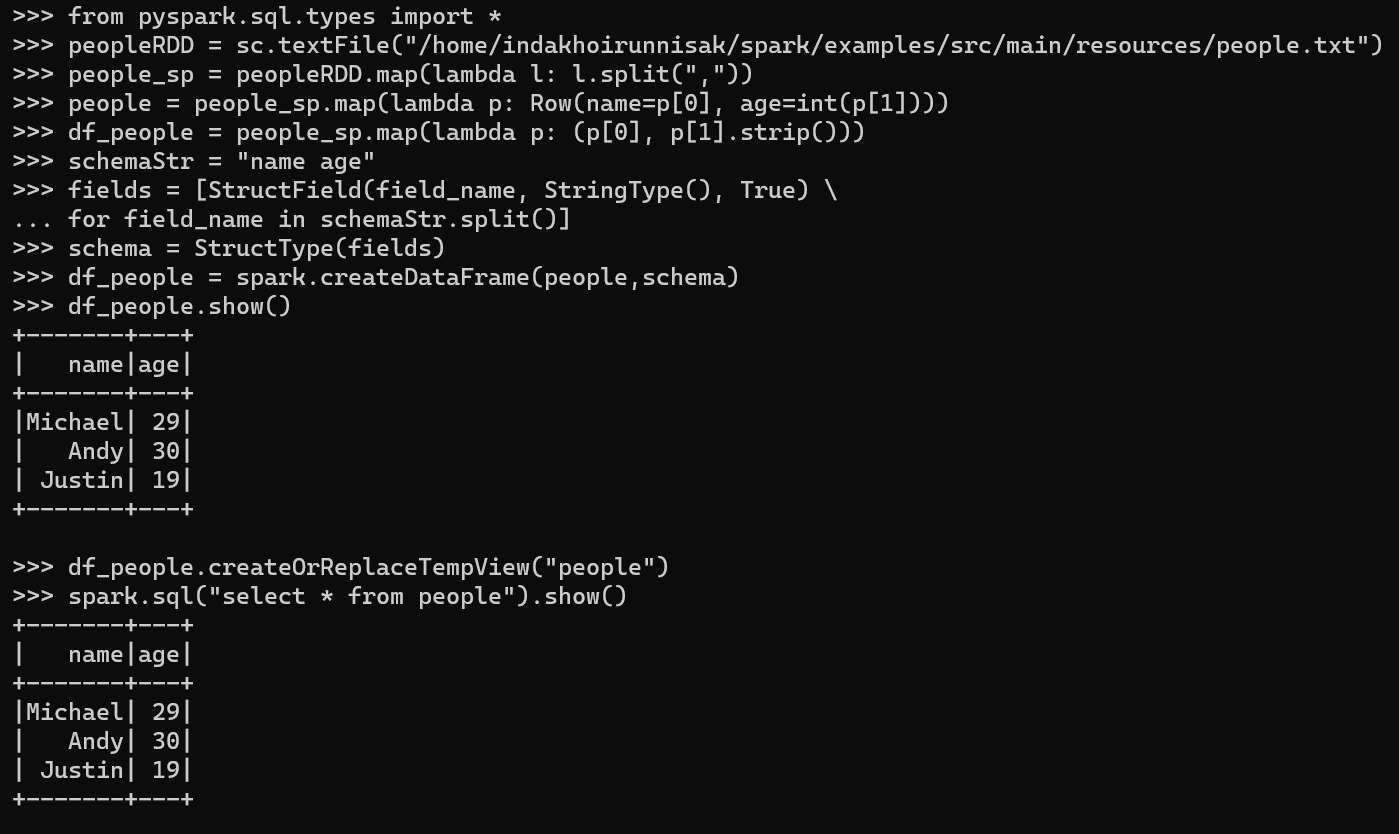 >>> from pyspark.sql.types import *
>>> peopleRDD = sc.textFile("/home/indakhoirunnisak/spark/examples/src/main/resources/people.txt")
>>> people_sp = peopleRDD.map(lambda l: l.split(","))
>>> people = people_sp.map(lambda p: Row(name=p[0], age=int(p[1])))
>>> df_people = people_sp.map(lambda p: (p[0], p[1].strip()))
>>> schemaStr = "name age"
>>> fields = [StructField(field_name, StringType(), True) \
... for field_name in schemaStr.split()]
>>> schema = StructType(fields)
>>> df_people = spark.createDataFrame(people,schema)
>>> df_people.show()
+-------+---+
|   name|age|
+-------+---+
|Michael| 29|
|   Andy| 30|
| Justin| 19|
+-------+---+

>>> df_people.createOrReplaceTempView("people")
>>> spark.sql("select * from people").show()
+-------+---+
|   name|age|
+-------+---+
|Michael| 29|
|   Andy| 30|
| Justin| 19|
+-------+---+